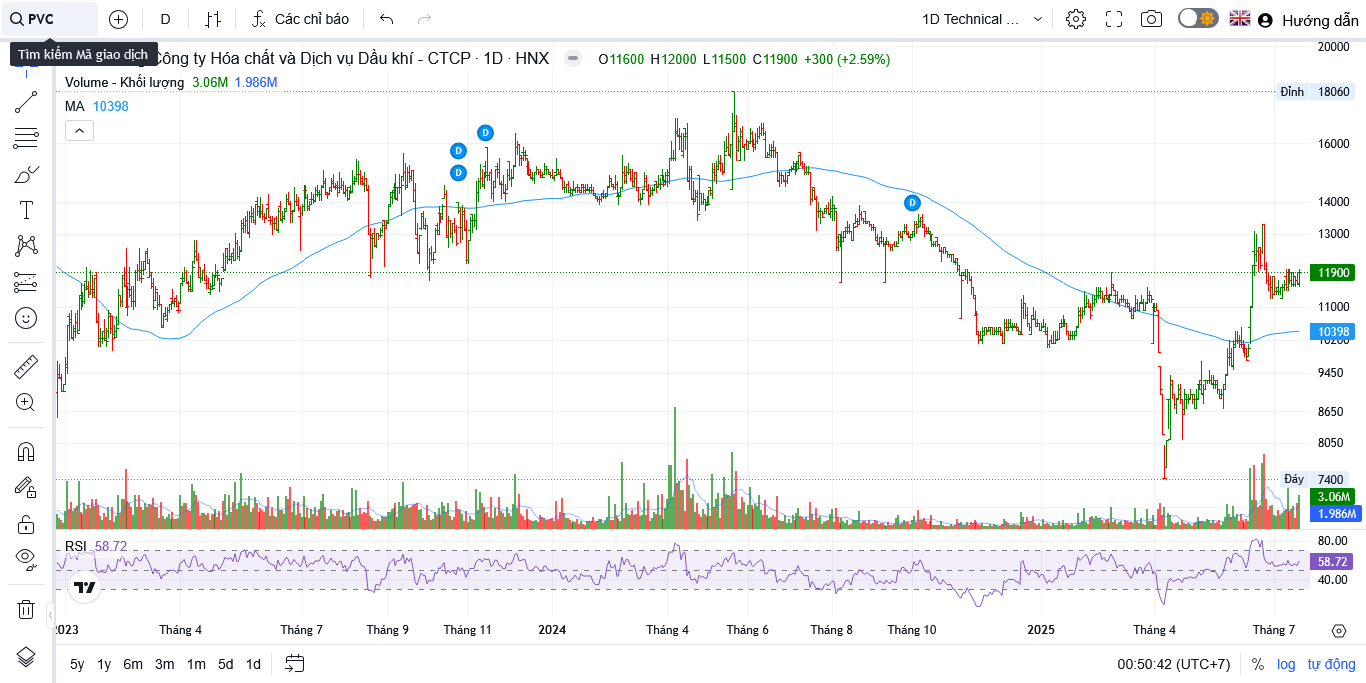 PVC
D
Các chỉ báo
1D Technical ...
Hướng dẫn
Tìm kiếm Mã giao dịch
Công ty Hóa chất và Dịch vụ Dầu khí - CTCP · 1D · HNX
O11600 H12000 L11500 C11900 +300 (+2.59%)
Volume - Khối lượng 3.06M 1.986M
MA 10398
D
D
D
D
20000
Đỉnh 18060
16000
14000
13000
11900
11000
10398
10200
9450
8650
8050
Đáy 7400
3.06M
1.986M
RSI 58.72
80.00
58.72
40.00
2023
Tháng 4
Tháng 7
Tháng 9
Tháng 11
2024
Tháng 4
Tháng 6
Tháng 8
Tháng 10
2025
Tháng 4
Tháng 7
5y 1y 6m 3m 1m 5d 1d
00:50:42 (UTC+7)
% log tự động